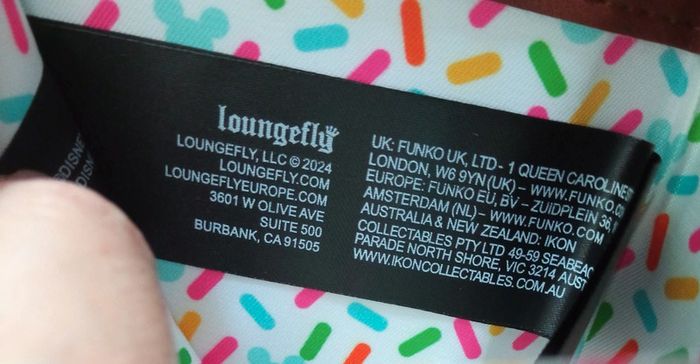 loungefly
LOUNGEFLY, LLC © 2024
LOUNGEFLY.COM
LOUNGEFLYEUROPE.COM
3601 W OLIVE AVE
SUITE 500
BURBANK, CA 91505
UK: FUNKO UK, LTD - 1 QUEEN CAROLINE
LONDON, W6 9YN (UK) - WWW.FUNKO.CO
EUROPE: FUNKO EU, BV - ZUIDPLEIN 36,
AMSTERDAM (NL) - WWW.FUNKO.COM
AUSTRALIA & NEW ZEALAND: IKON
COLLECTABLES PTY LTD 49-59 SEABEAC
PARADE NORTH SHORE, VIC 3214 AUST
WWW.IKONCOLLECTABLES.COM.AU
©DISNE
©DISNE